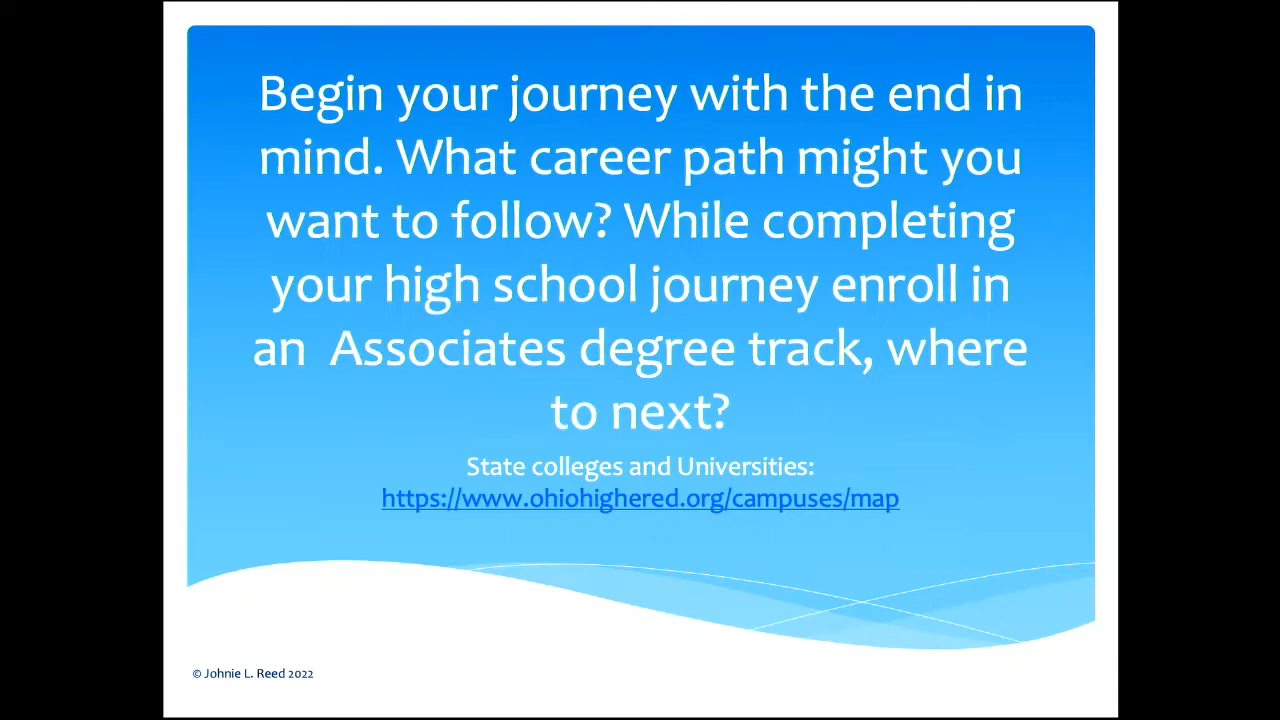 Begin your journey with the end in
mind. What career path might you
want to follow? While completing
your high school journey enroll in
an  Associates degree track, where
to next?
State colleges and Universities:
https://www.ohiohighered.org/campuses/map
© Johnie L. Reed 2022